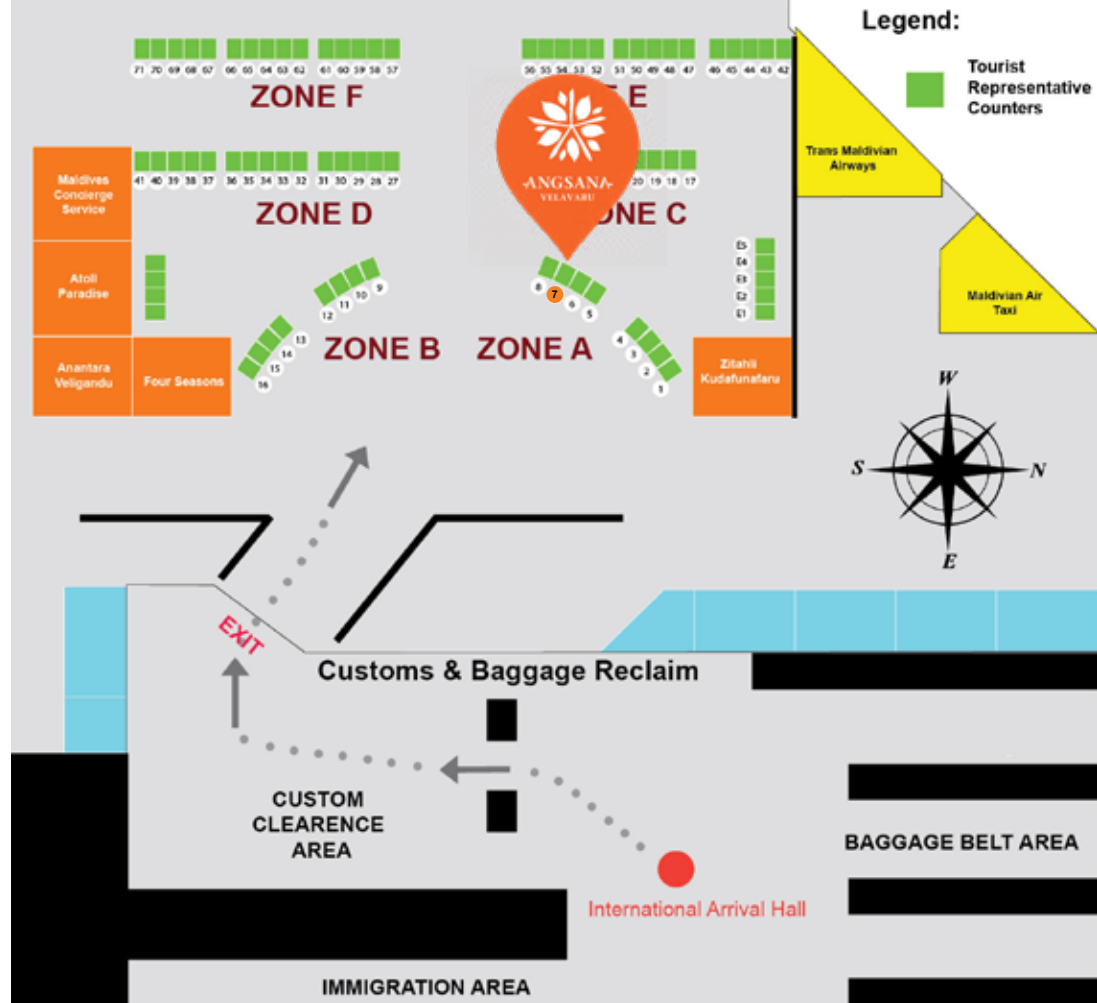 Legend:
Tourist
Representative
Counters
71 70 69 68 67 66 65 64 63 62 61 60 59 58 57
56 55 54 53 52 51 50 49 48 47 46 45 44 43 42
ZONE F
E E
ANGSANA
VELAVARU
Trans Maldivian
Airways
Maldives
Concierge
Service
41 40 39 38 37 36 35 34 33 32 31 30 29 28 27
20 19 18 17
ZONE D
ZONE C
E5
E4
E3
E2
E1
Atoll
Paradise
12 11 10 9
8 7 6 5
Maldivian Air
Taxi
16 15 14 13
4 3 2 1
ZONE B
ZONE A
Anantara
Veligandu
Four Seasons
Zitahli
Kudafunafaru
W
S
N
E
EXIT
Customs & Baggage Reclaim
CUSTOM
CLEARENCE
AREA
BAGGAGE BELT AREA
International Arrival Hall
IMMIGRATION AREA